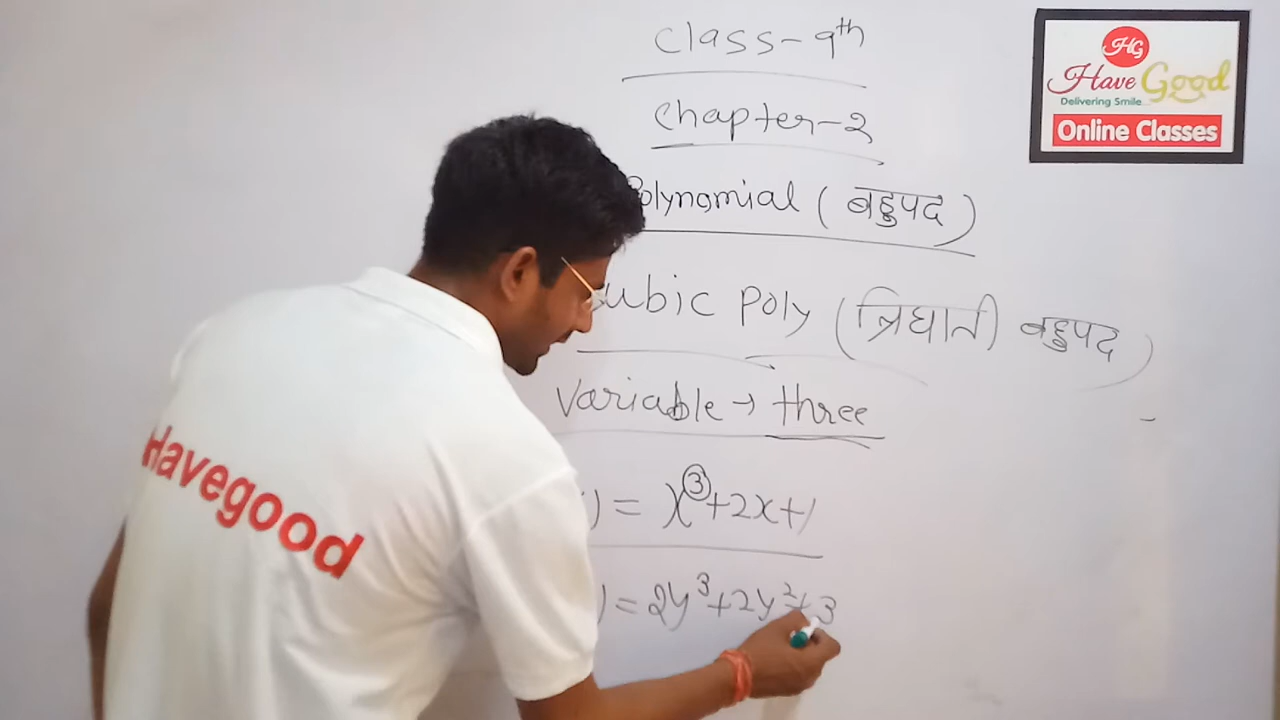 Class-9th
Chapter-2
Polynomial (बहुपद)
ubic Poly (त्रिघाती बहुपद)
Variable → three
) = x³+2x+1
) = 2y³+2y²+3
HG
Have Good
Delivering Smile...
Online Classes
Havegood